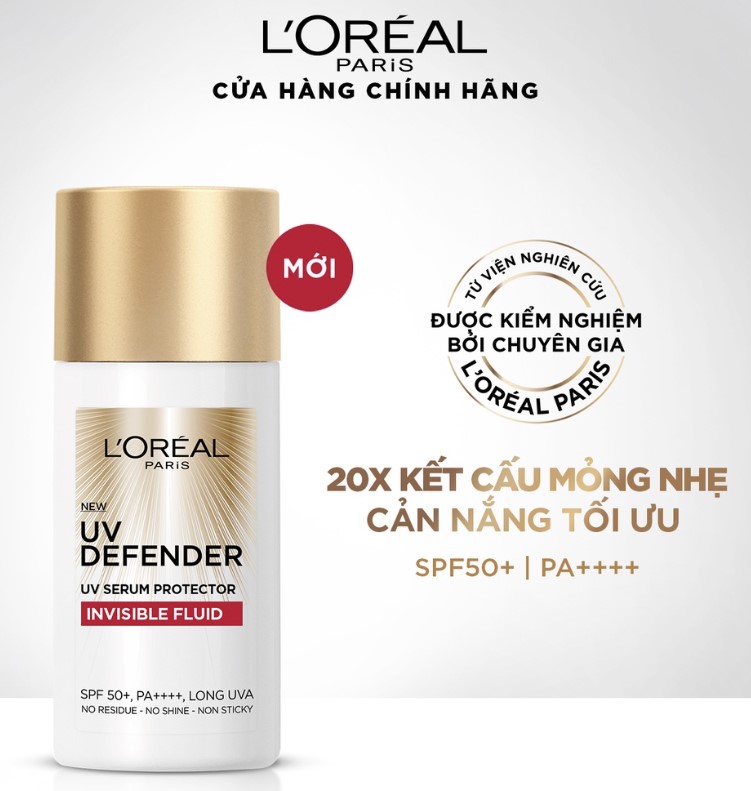 L'ORÉAL
PARiS
CỬA HÀNG CHÍNH HÃNG
MỚI
TỪ VIỆN NGHIÊN CỨU
ĐƯỢC KIỂM NGHIỆM
BỞI CHUYÊN GIA
L'ORÉAL PARIS
20X KẾT CẤU MỎNG NHẸ
CẢN NẮNG TỐI ƯU
SPF50+ | PA++++
L'ORÉAL
PARiS
NEW
UV
DEFENDER
UV SERUM PROTECTOR
INVISIBLE FLUID
SPF 50+, PA++++, LONG UVA
NO RESIDUE - NO SHINE - NON STICKY